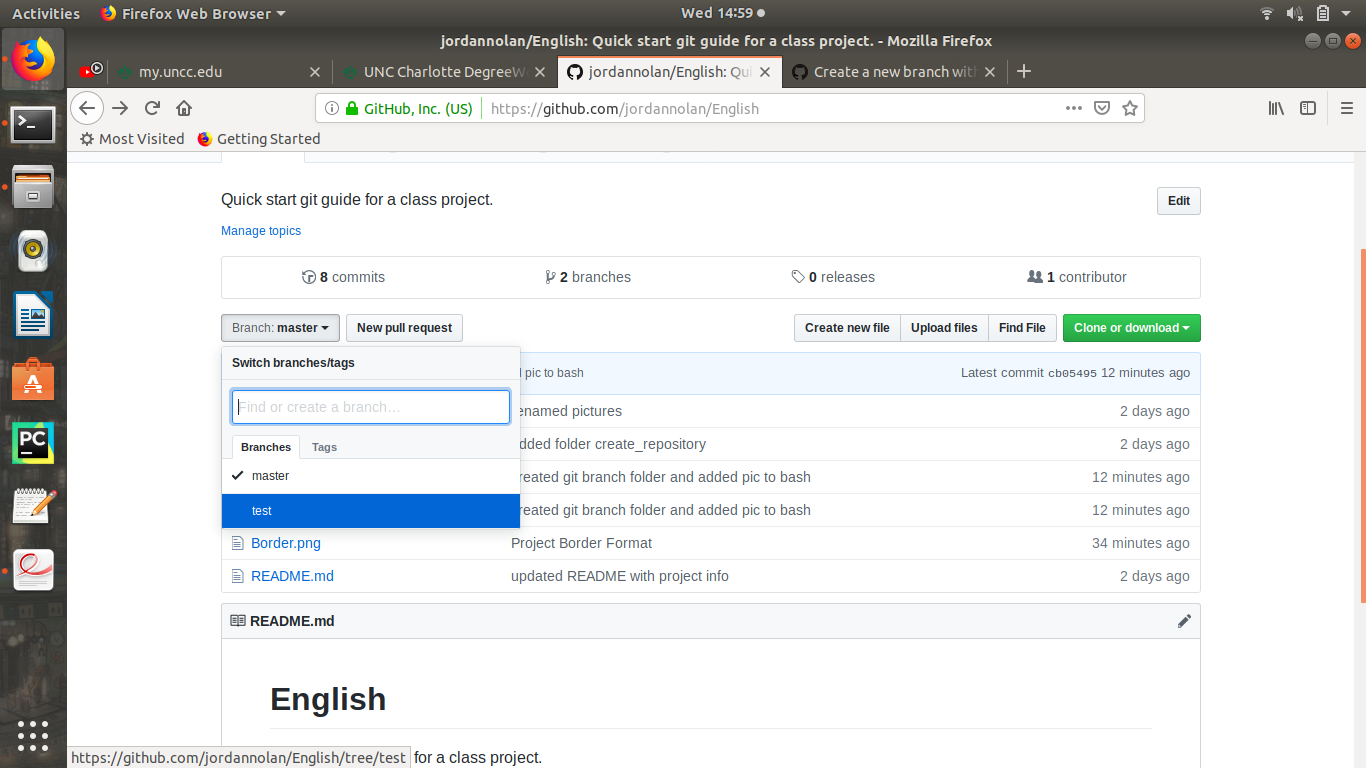 Activities Firefox Web Browser Wed 14:59
jordannolan/English: Quick start git guide for a class project. - Mozilla Firefox
my.uncc.edu UNC Charlotte DegreeW jordannolan/English: Qui Create a new branch with
GitHub, Inc. (US) https://github.com/jordannolan/English
Most Visited Getting Started
Quick start git guide for a class project. Edit
Manage topics
8 commits 2 branches 0 releases 1 contributor
Branch: master New pull request Create new file Upload files Find File Clone or download
Switch branches/tags
pic to bash Latest commit cb05495 12 minutes ago
Find or create a branch…
enamed pictures 2 days ago
dded folder create_repository 2 days ago
Branches Tags
master
reated git branch folder and added pic to bash 12 minutes ago
test
reated git branch folder and added pic to bash 12 minutes ago
Border.png Project Border Format 34 minutes ago
README.md updated README with project info 2 days ago
README.md
English
https://github.com/jordannolan/English/tree/test for a class project.
PC